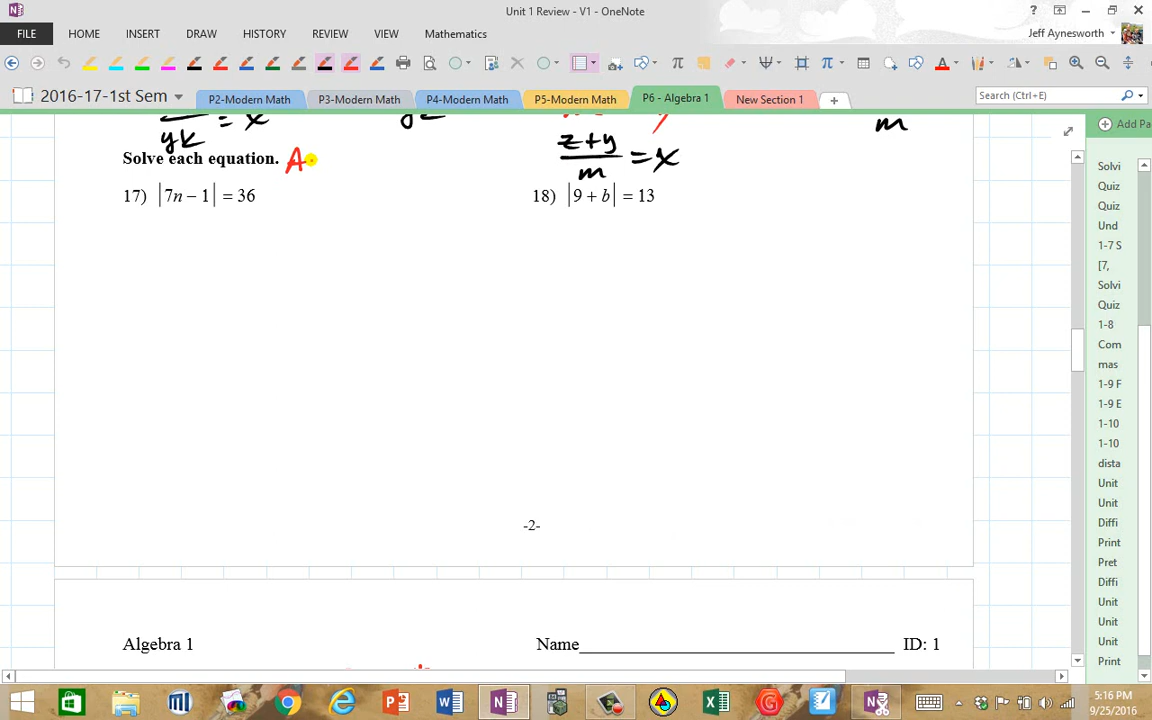 Unit 1 Review - V1 - OneNote
FILE HOME INSERT DRAW HISTORY REVIEW VIEW Mathematics Jeff Aynesworth
2016-17-1st Sem P2-Modern Math P3-Modern Math P4-Modern Math P5-Modern Math P6 - Algebra 1 New Section 1 Search (Ctrl+E)
Add Pa
yk = x
z + y / m = x
m
Solve each equation. A
17) |7n − 1| = 36 18) |9 + b| = 13
-2-
Algebra 1 Name ID: 1
Solvi
Quiz
Quiz
Und
1-7 S
[7,
Solvi
Quiz
1-8
Com
mas
1-9 F
1-9 E
1-10
1-10
dista
Unit
Unit
Diffi
Print
Pret
Diffi
Unit
Unit
Unit
Print
5:16 PM
9/25/2016